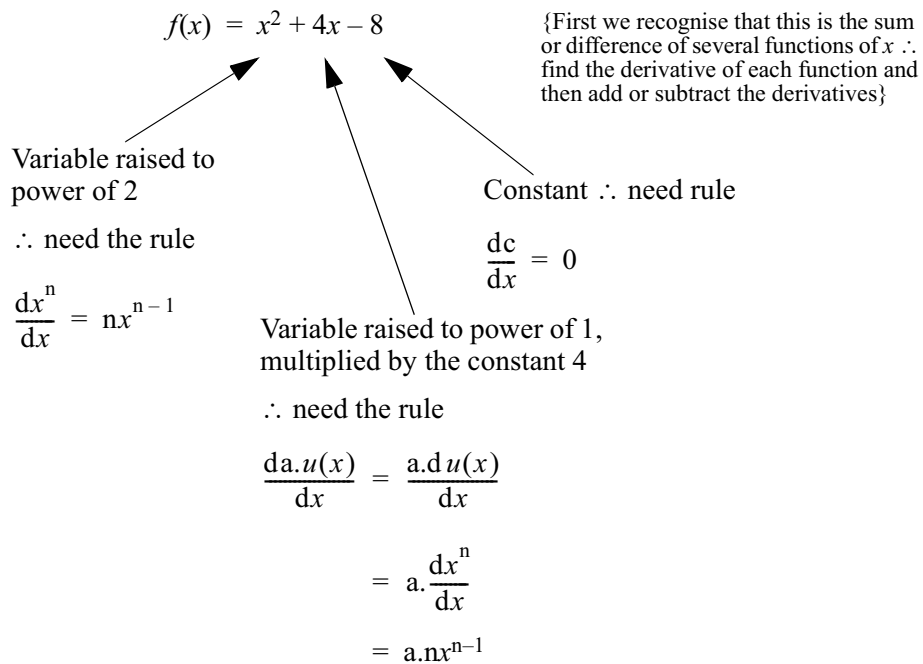 f(x) = x² + 4x – 8
{First we recognise that this is the sum
or difference of several functions of x ∴
find the derivative of each function and
then add or subtract the derivatives}
Variable raised to
power of 2
∴ need the rule
dxⁿ/dx = nxⁿ⁻¹
Constant ∴ need rule
dc/dx = 0
Variable raised to power of 1,
multiplied by the constant 4
∴ need the rule
da.u(x)/dx = a.du(x)/dx
= a.dxⁿ/dx
= a.nxⁿ⁻¹